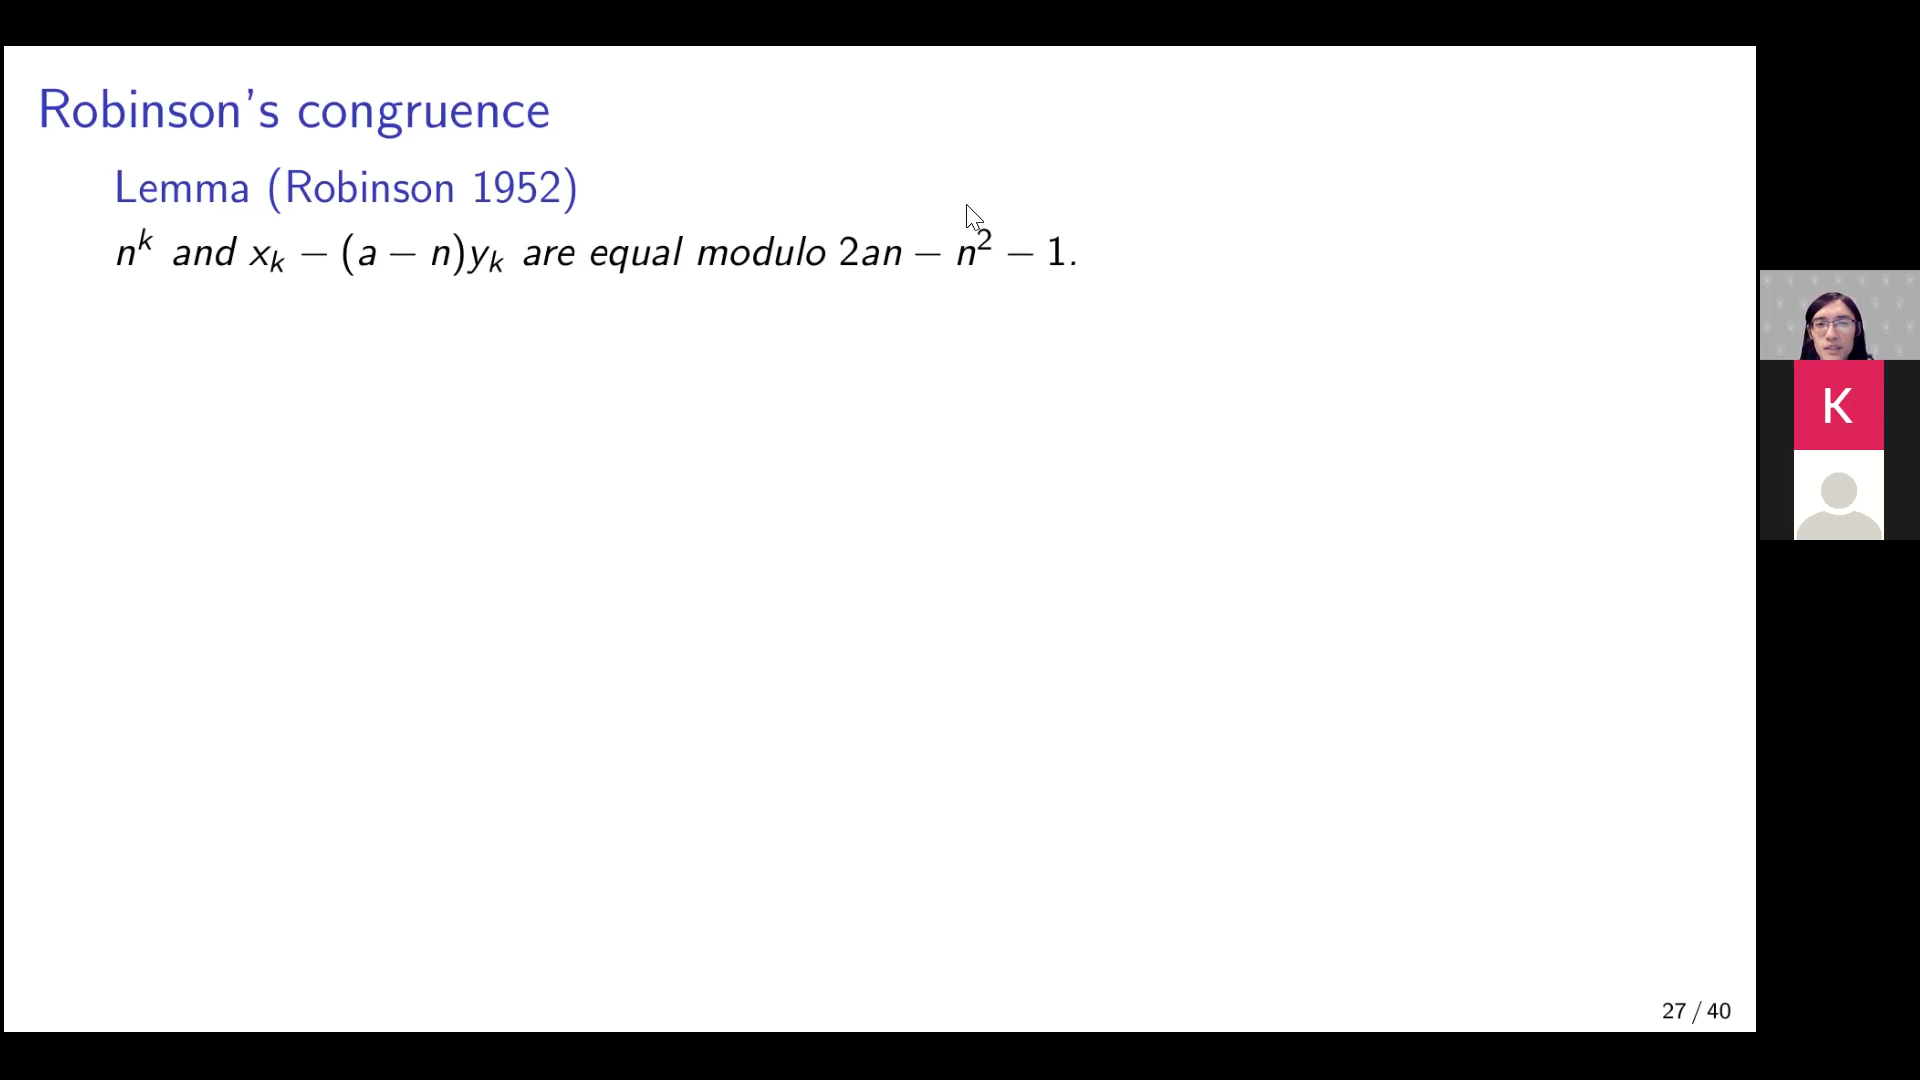 Robinson's congruence
Lemma (Robinson 1952)
n^k and x_k − (a − n)y_k are equal modulo 2an − n^2 − 1.
K
27 / 40